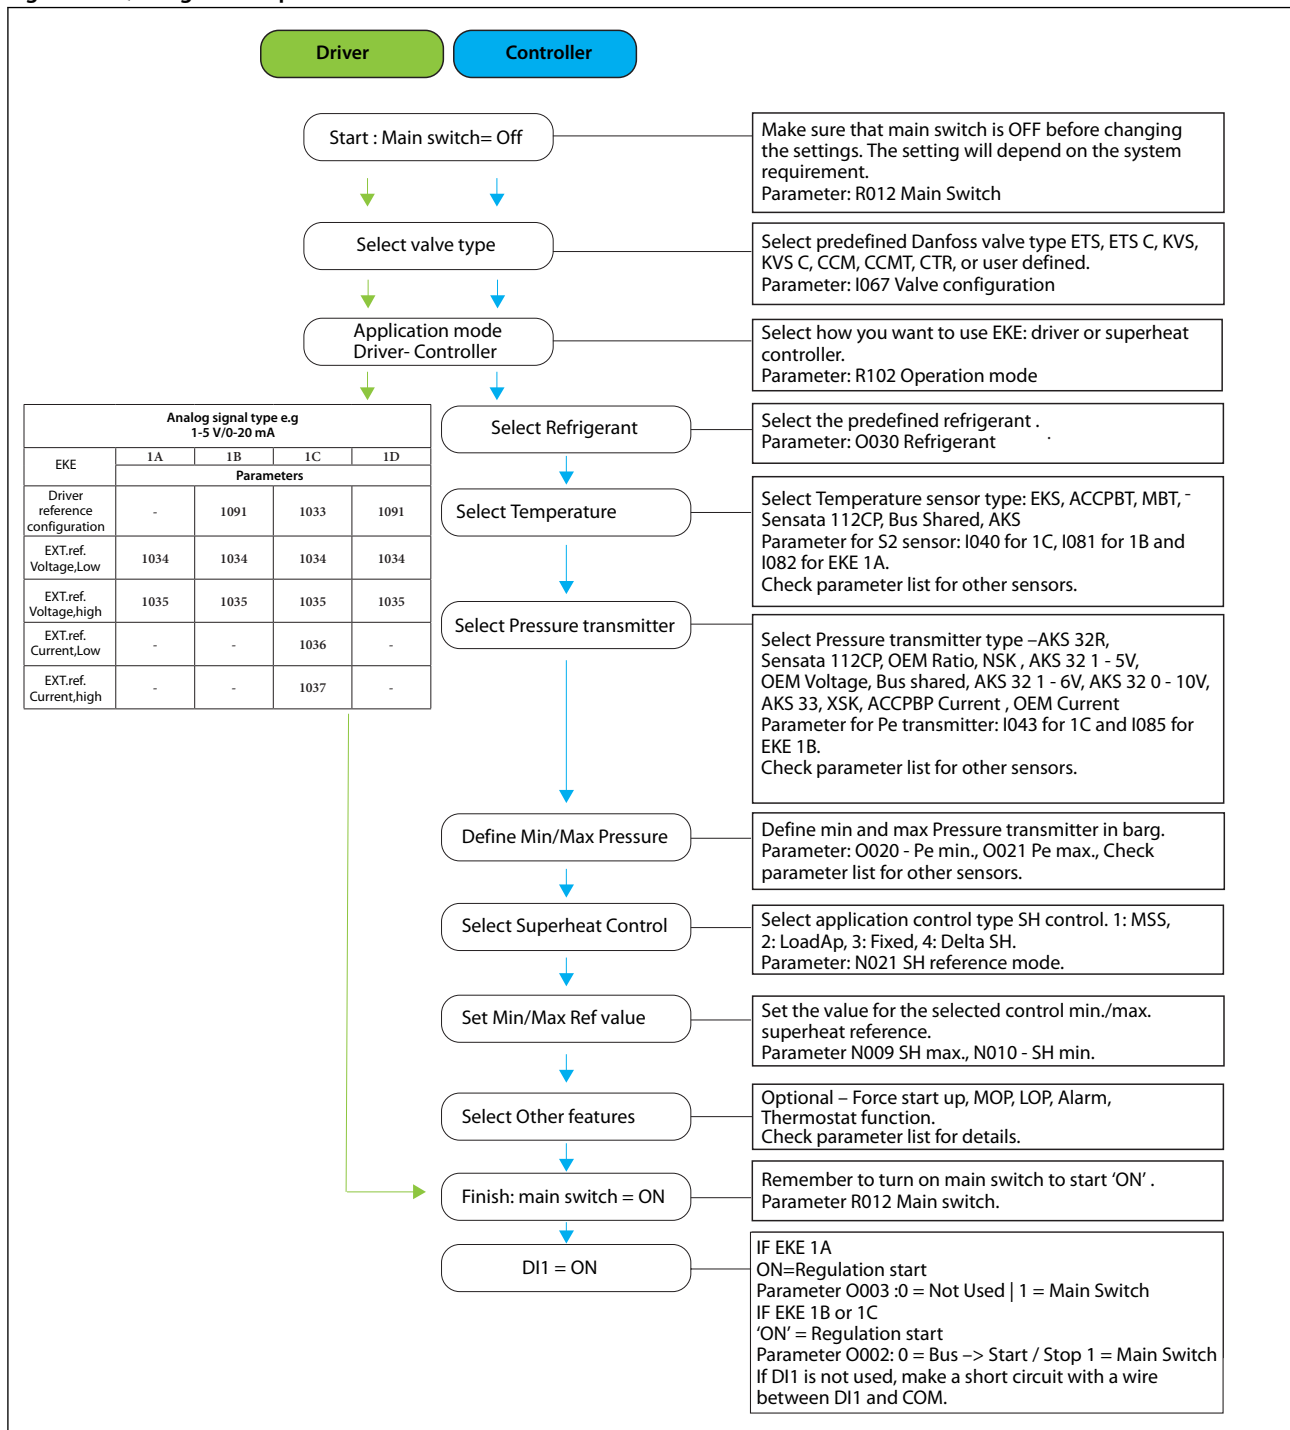 Driver
Controller
Start : Main switch= Off
Make sure that main switch is OFF before changing
the settings. The setting will depend on the system
requirement.
Parameter: R012 Main Switch
Select valve type
Select predefined Danfoss valve type ETS, ETS C, KVS,
KVS C, CCM, CCMT, CTR, or user defined.
Parameter: I067 Valve configuration
Application mode
Driver- Controller
Select how you want to use EKE: driver or superheat
controller.
Parameter: R102 Operation mode
Analog signal type e.g
1-5 V/0-20 mA
EKE 1A 1B 1C 1D
Parameters
Driver
reference
configuration
- 1091 1033 1091
EXT.ref.
Voltage,Low
1034 1034 1034 1034
EXT.ref.
Voltage,high
1035 1035 1035 1035
EXT.ref.
Current,Low
- - 1036 -
EXT.ref.
Current,high
- - 1037 -
Select Refrigerant
Select the predefined refrigerant .
Parameter: O030 Refrigerant
Select Temperature
Select Temperature sensor type: EKS, ACCPBT, MBT, -
Sensata 112CP, Bus Shared, AKS
Parameter for S2 sensor: I040 for 1C, I081 for 1B and
I082 for EKE 1A.
Check parameter list for other sensors.
Select Pressure transmitter
Select Pressure transmitter type –AKS 32R,
Sensata 112CP, OEM Ratio, NSK , AKS 32 1 - 5V,
OEM Voltage, Bus shared, AKS 32 1 - 6V, AKS 32 0 - 10V,
AKS 33, XSK, ACCPBP Current , OEM Current
Parameter for Pe transmitter: I043 for 1C and I085 for
EKE 1B.
Check parameter list for other sensors.
Define Min/Max Pressure
Define min and max Pressure transmitter in barg.
Parameter: O020 - Pe min., O021 Pe max., Check
parameter list for other sensors.
Select Superheat Control
Select application control type SH control. 1: MSS,
2: LoadAp, 3: Fixed, 4: Delta SH.
Parameter: N021 SH reference mode.
Set Min/Max Ref value
Set the value for the selected control min./max.
superheat reference.
Parameter N009 SH max., N010 - SH min.
Select Other features
Optional – Force start up, MOP, LOP, Alarm,
Thermostat function.
Check parameter list for details.
Finish: main switch = ON
Remember to turn on main switch to start ‘ON’ .
Parameter R012 Main switch.
DI1 = ON
IF EKE 1A
ON=Regulation start
Parameter O003 :0 = Not Used | 1 = Main Switch
IF EKE 1B or 1C
‘ON’ = Regulation start
Parameter O002: 0 = Bus –> Start / Stop 1 = Main Switch
If DI1 is not used, make a short circuit with a wire
between DI1 and COM.